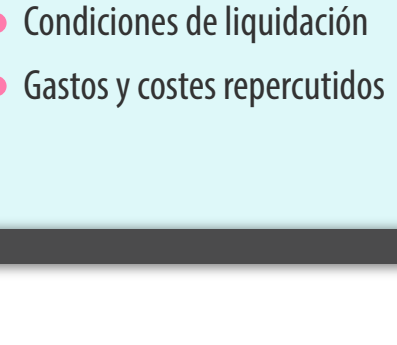 Condiciones de liquidación
Gastos y costes repercutidos